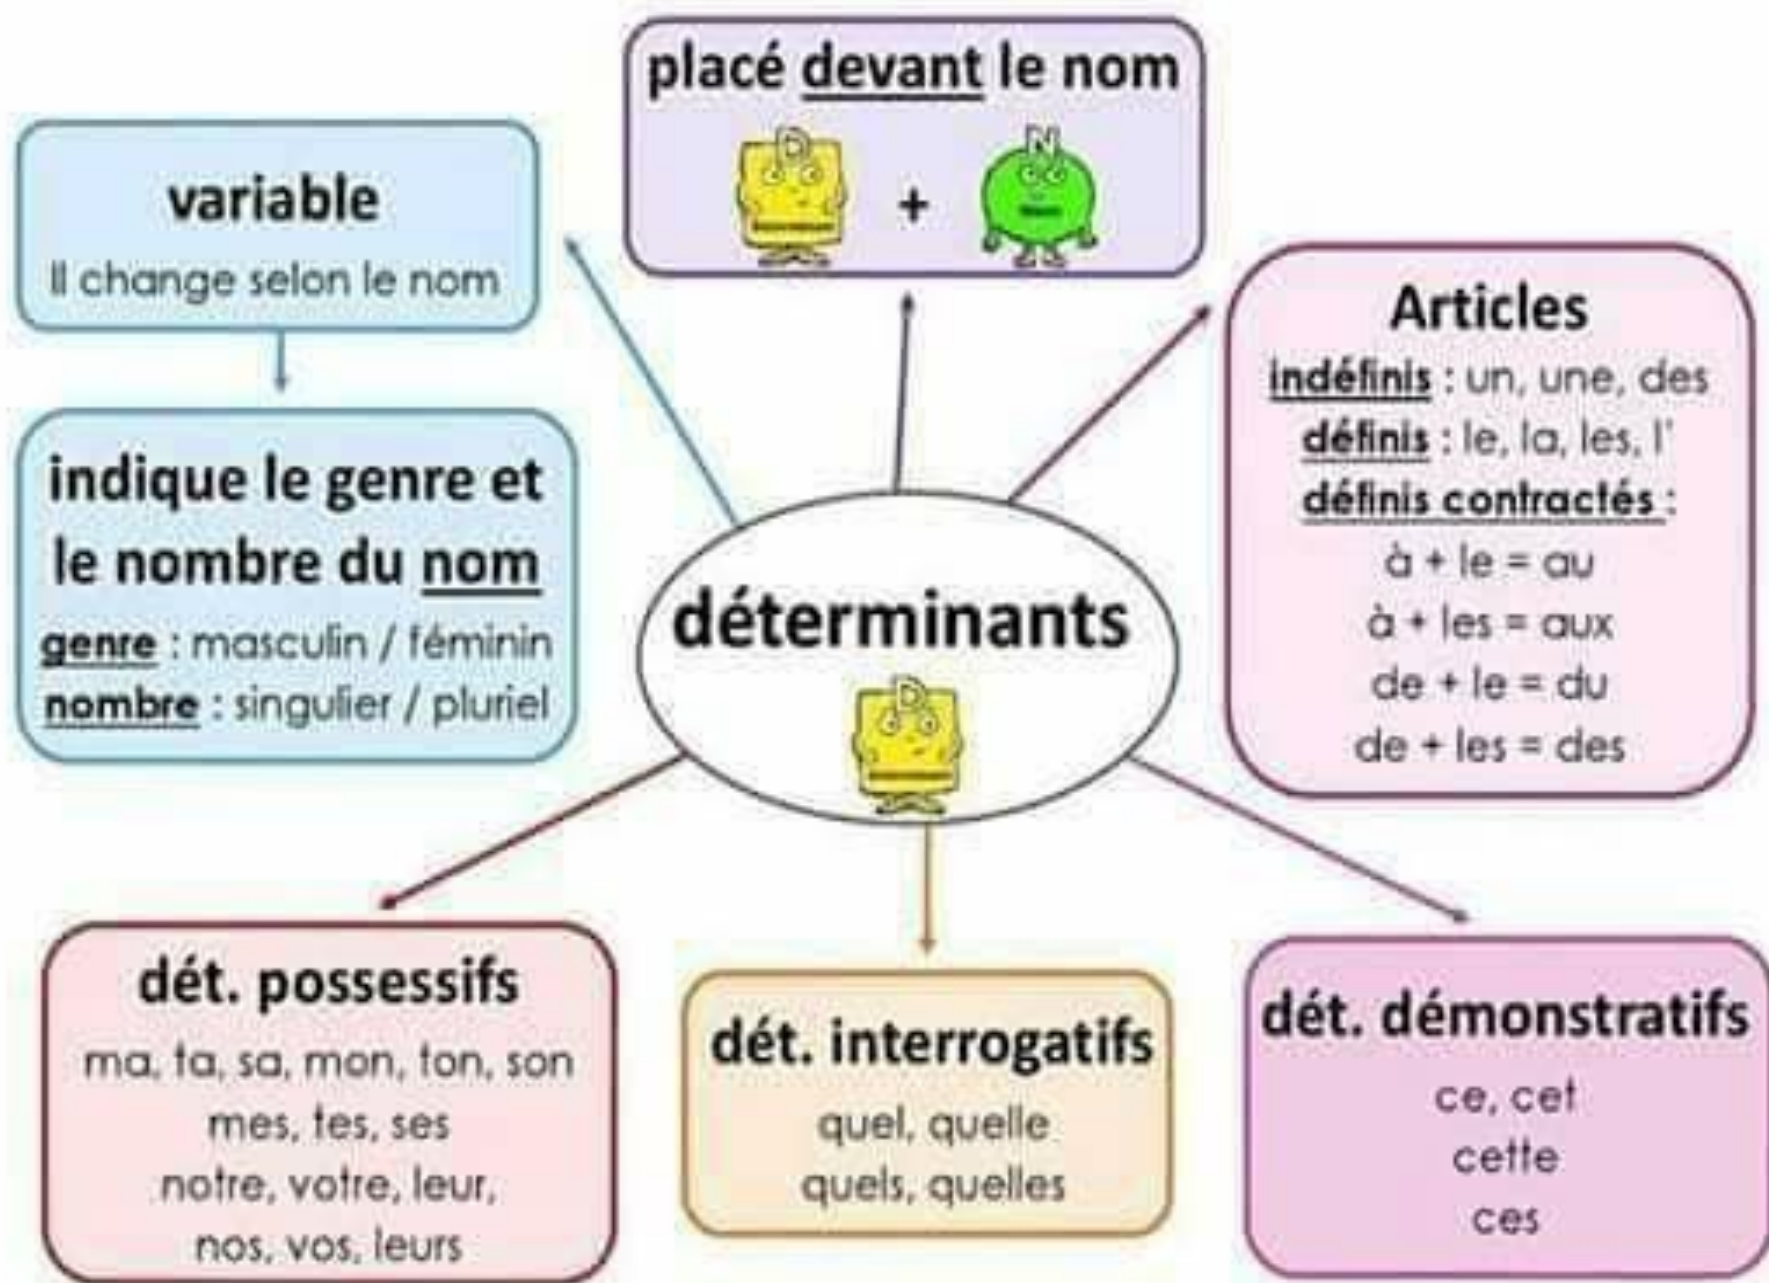 placé devant le nom
D
N
+
variable
Il change selon le nom
indique le genre et
le nombre du nom
genre : masculin / féminin
nombre : singulier / pluriel
Articles
indéfinis : un, une, des
définis : le, la, les, l'
définis contractés :
à + le = au
à + les = aux
de + le = du
de + les = des
déterminants
D
dét. possessifs
ma, ta, sa, mon, ton, son
mes, tes, ses
notre, votre, leur,
nos, vos, leurs
dét. interrogatifs
quel, quelle
quels, quelles
dét. démonstratifs
ce, cet
cette
ces